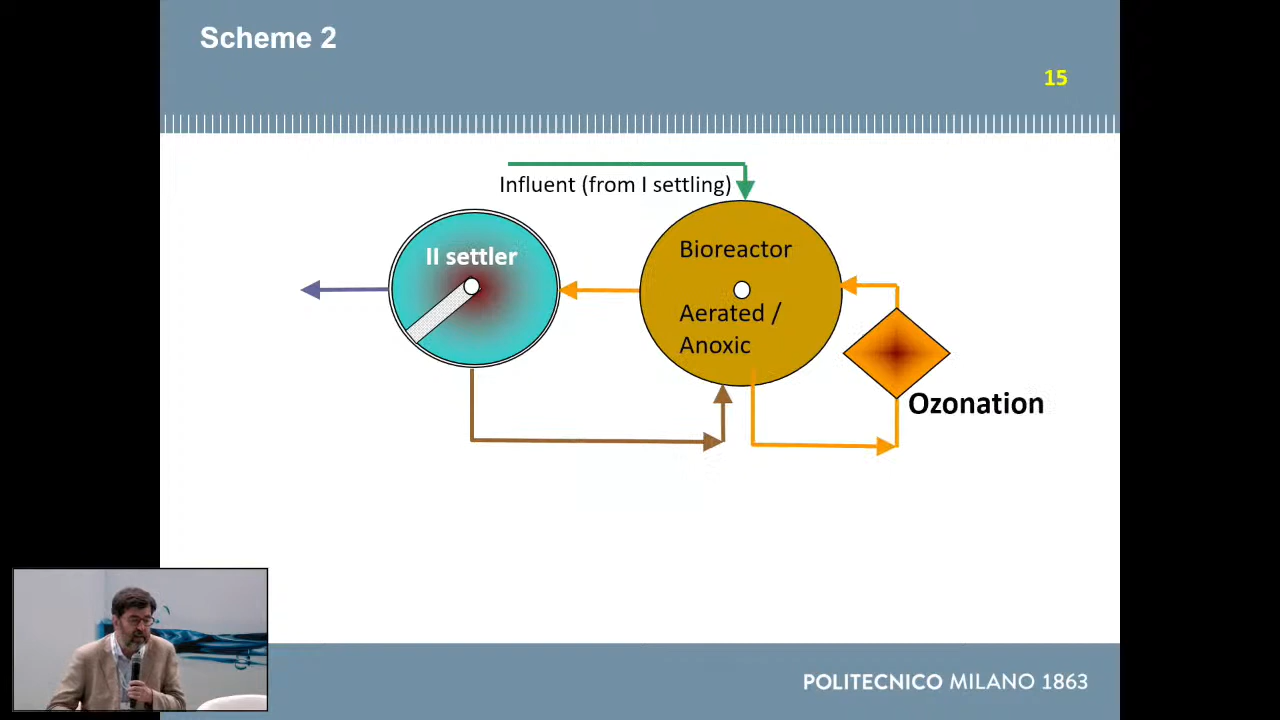 Scheme 2
15
Influent (from I settling)
II settler
Bioreactor
Aerated /
Anoxic
Ozonation
POLITECNICO MILANO 1863